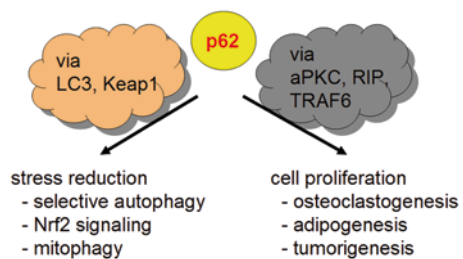 p62
via
LC3, Keap1
via
aPKC, RIP,
TRAF6
stress reduction
- selective autophagy
- Nrf2 signaling
- mitophagy
cell proliferation
- osteoclastogenesis
- adipogenesis
- tumorigenesis